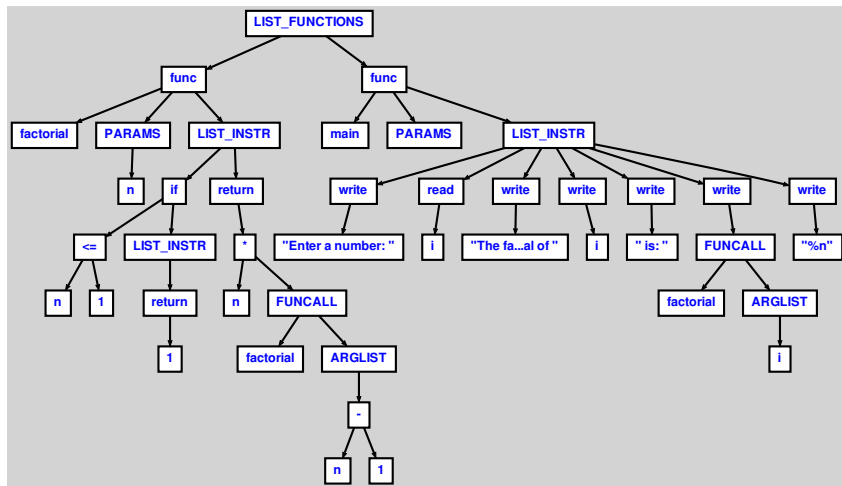 LIST_FUNCTIONS
func func
factorial PARAMS LIST_INSTR main PARAMS LIST_INSTR
n if return write read write write write write write
<= LIST_INSTR * "Enter a number: " i "The fa...al of " i " is: " FUNCALL "%n"
n 1 return n FUNCALL factorial ARGLIST
1 factorial ARGLIST i
-
n 1